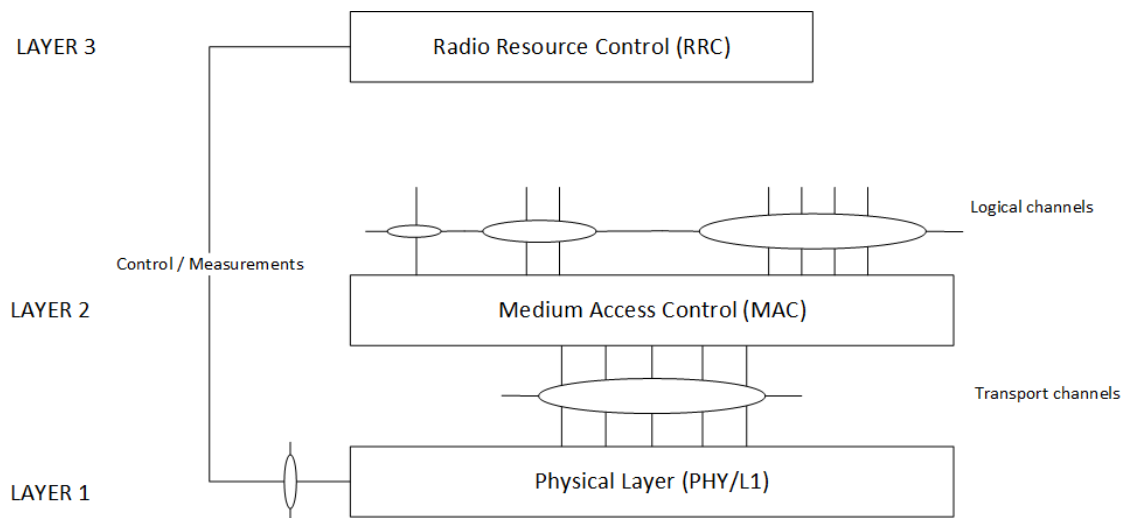 LAYER 3
Radio Resource Control (RRC)
Logical channels
Control / Measurements
LAYER 2
Medium Access Control (MAC)
Transport channels
Physical Layer (PHY/L1)
LAYER 1